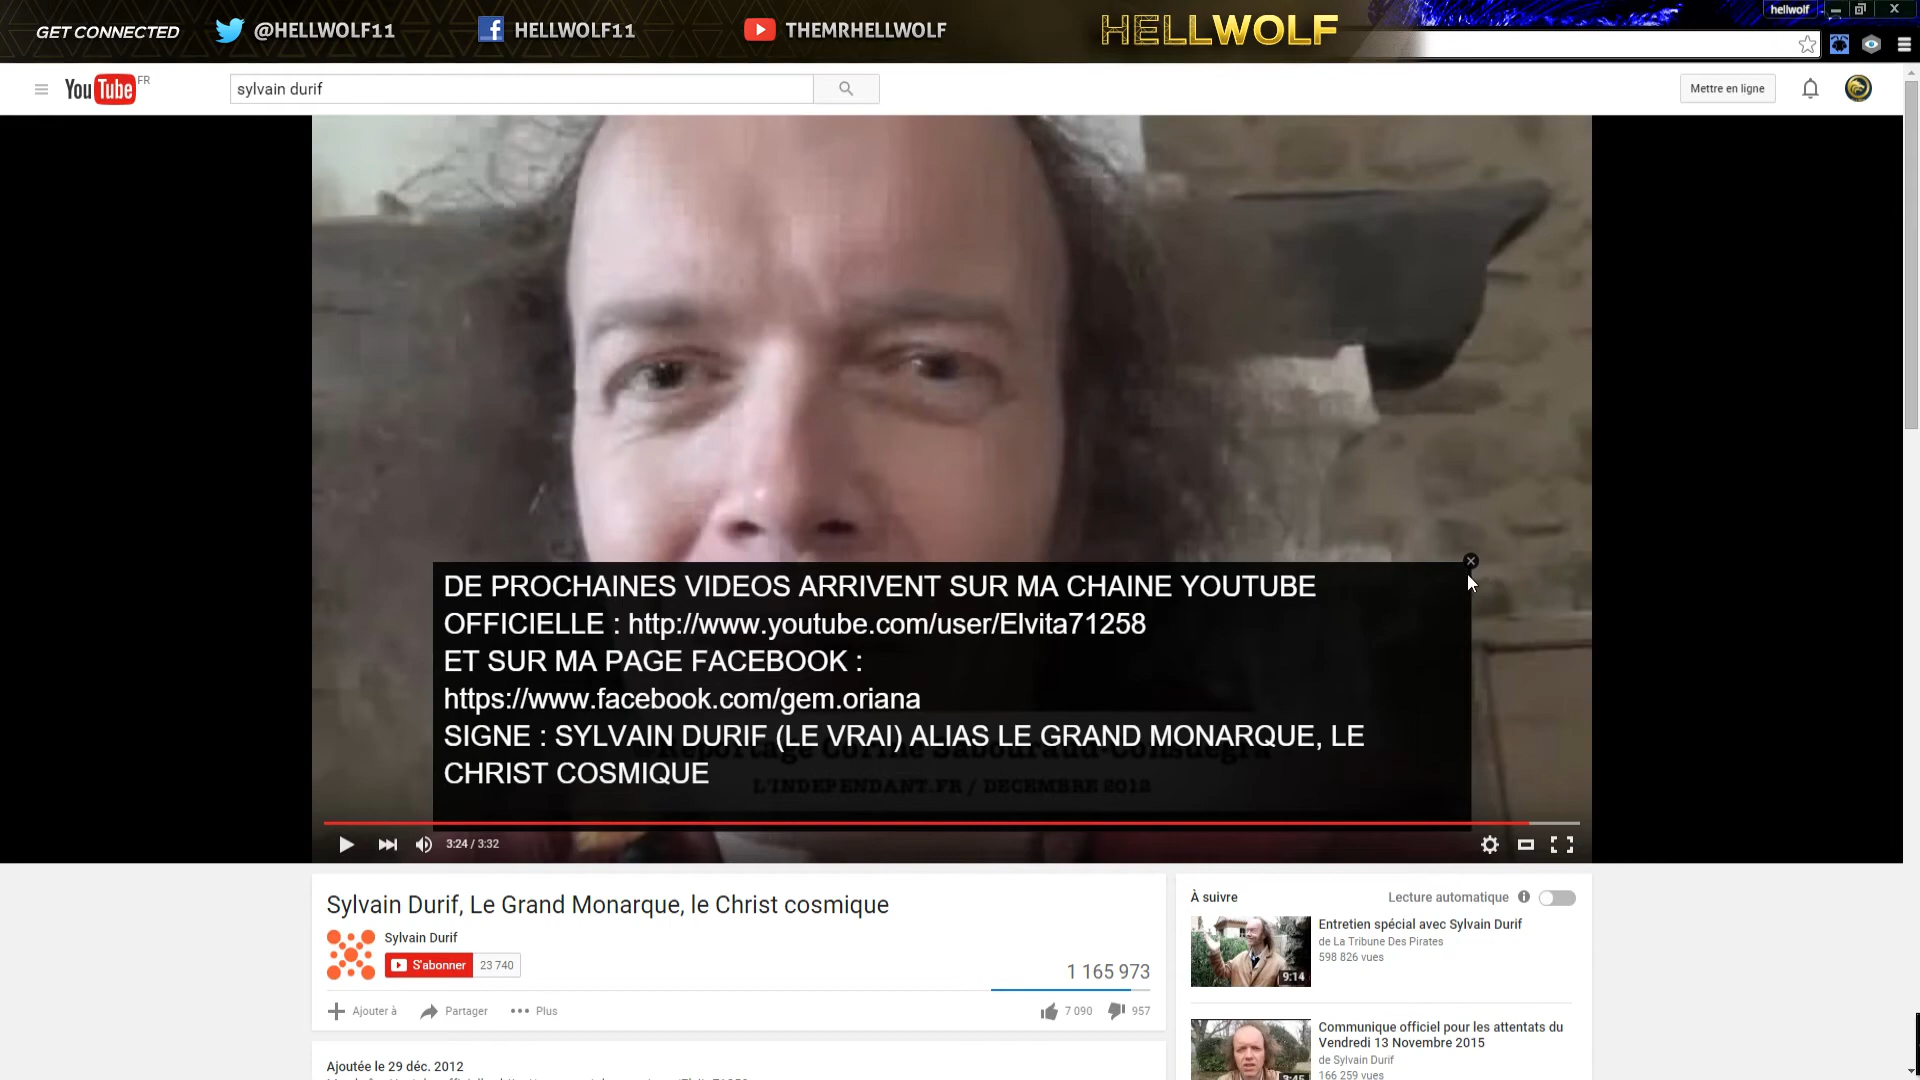 GET CONNECTED @HELLWOLF11 HELLWOLF11 THEMRHELLWOLF HELLWOLF hellwolf
YouTube FR
sylvain durif
Mettre en ligne
DE PROCHAINES VIDEOS ARRIVENT SUR MA CHAINE YOUTUBE
OFFICIELLE : http://www.youtube.com/user/Elvita71258
ET SUR MA PAGE FACEBOOK :
https://www.facebook.com/gem.oriana
SIGNE : SYLVAIN DURIF (LE VRAI) ALIAS LE GRAND MONARQUE, LE
CHRIST COSMIQUE
Reportage
L'INDEPENDANT.FR / DECEMBRE 2012
3:24 / 3:32
Sylvain Durif, Le Grand Monarque, le Christ cosmique
Sylvain Durif
S'abonner 23 740
1 165 973
Ajouter à Partager Plus 7 090 957
Ajoutée le 29 déc. 2012
À suivre Lecture automatique
Entretien spécial avec Sylvain Durif
de La Tribune Des Pirates
598 826 vues
9:14
Communique officiel pour les attentats du
Vendredi 13 Novembre 2015
de Sylvain Durif
166 259 vues
3:45